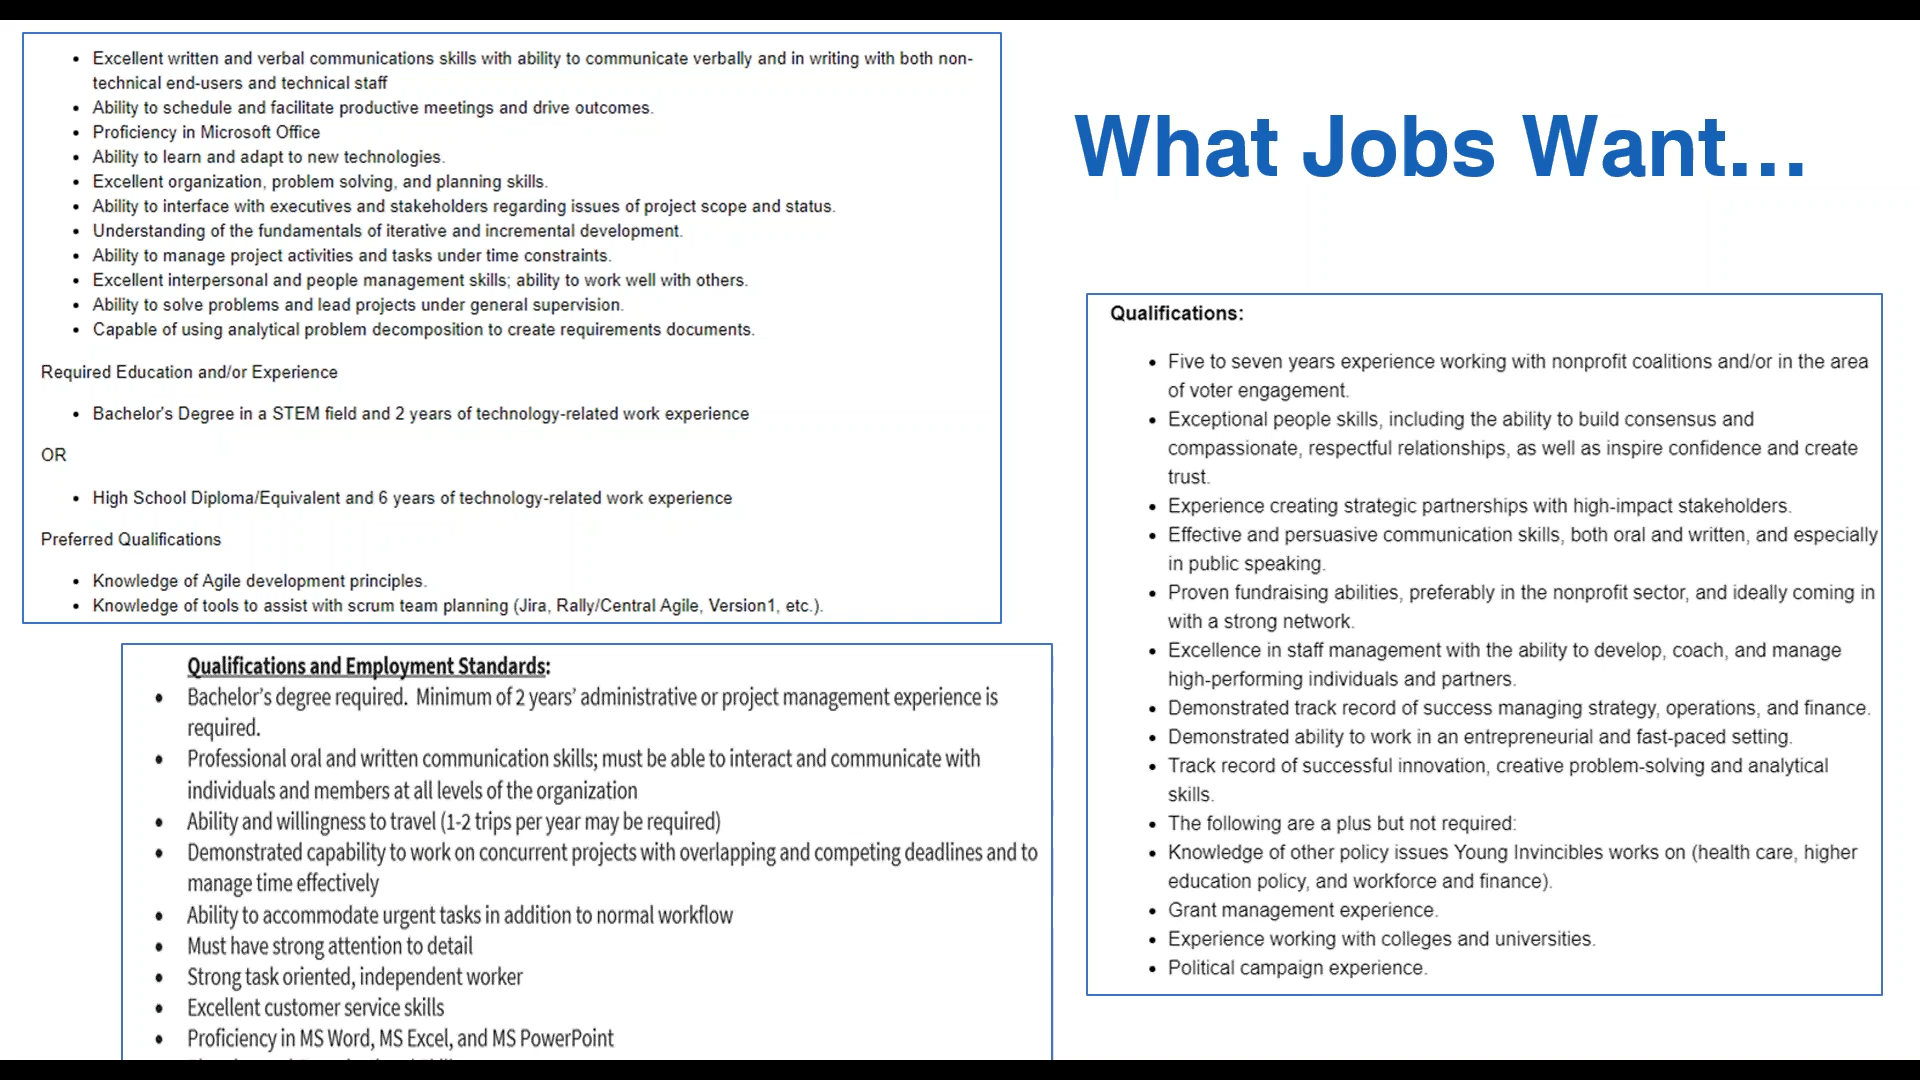 • Excellent written and verbal communications skills with ability to communicate verbally and in writing with both non-
technical end-users and technical staff
• Ability to schedule and facilitate productive meetings and drive outcomes.
• Proficiency in Microsoft Office
• Ability to learn and adapt to new technologies.
• Excellent organization, problem solving, and planning skills.
• Ability to interface with executives and stakeholders regarding issues of project scope and status.
• Understanding of the fundamentals of iterative and incremental development.
• Ability to manage project activities and tasks under time constraints.
• Excellent interpersonal and people management skills; ability to work well with others.
• Ability to solve problems and lead projects under general supervision.
• Capable of using analytical problem decomposition to create requirements documents.
Required Education and/or Experience
• Bachelor's Degree in a STEM field and 2 years of technology-related work experience
OR
• High School Diploma/Equivalent and 6 years of technology-related work experience
Preferred Qualifications
• Knowledge of Agile development principles.
• Knowledge of tools to assist with scrum team planning (Jira, Rally/Central Agile, Version1, etc.).
Qualifications and Employment Standards:
• Bachelor's degree required. Minimum of 2 years' administrative or project management experience is
required.
• Professional oral and written communication skills; must be able to interact and communicate with
individuals and members at all levels of the organization
• Ability and willingness to travel (1-2 trips per year may be required)
• Demonstrated capability to work on concurrent projects with overlapping and competing deadlines and to
manage time effectively
• Ability to accommodate urgent tasks in addition to normal workflow
• Must have strong attention to detail
• Strong task oriented, independent worker
• Excellent customer service skills
• Proficiency in MS Word, MS Excel, and MS PowerPoint
What Jobs Want...
Qualifications:
• Five to seven years experience working with nonprofit coalitions and/or in the area
of voter engagement.
• Exceptional people skills, including the ability to build consensus and
compassionate, respectful relationships, as well as inspire confidence and create
trust.
• Experience creating strategic partnerships with high-impact stakeholders.
• Effective and persuasive communication skills, both oral and written, and especially
in public speaking.
• Proven fundraising abilities, preferably in the nonprofit sector, and ideally coming in
with a strong network.
• Excellence in staff management with the ability to develop, coach, and manage
high-performing individuals and partners.
• Demonstrated track record of success managing strategy, operations, and finance.
• Demonstrated ability to work in an entrepreneurial and fast-paced setting.
• Track record of successful innovation, creative problem-solving and analytical
skills.
• The following are a plus but not required:
• Knowledge of other policy issues Young Invincibles works on (health care, higher
education policy, and workforce and finance).
• Grant management experience.
• Experience working with colleges and universities.
• Political campaign experience.